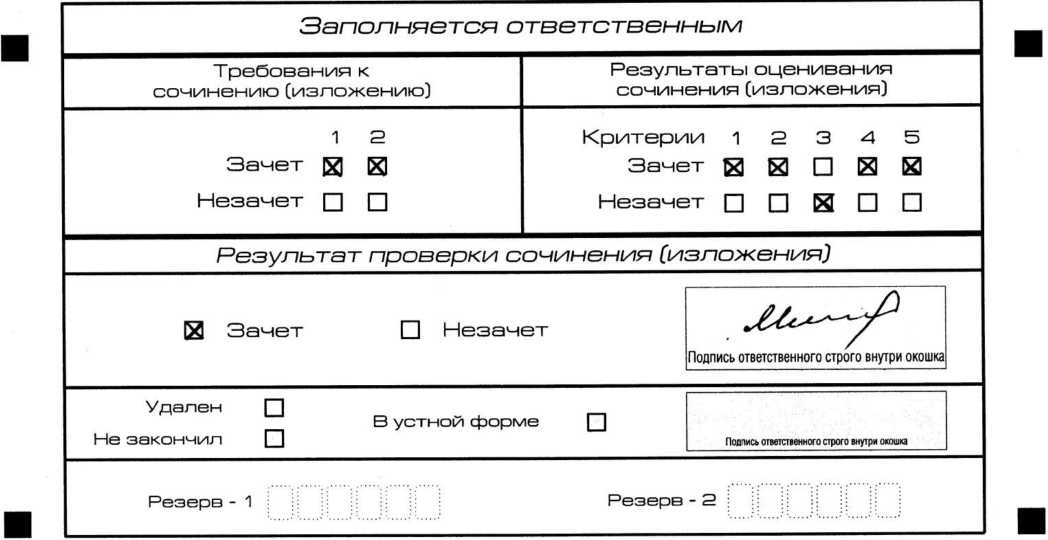 Заполняется ответственным
Требования к
сочинению (изложению)
Результаты оценивания
сочинения (изложения)
1 2
Зачет
Незачет
Критерии 1 2 3 4 5
Зачет
Незачет
Результат проверки сочинения (изложения)
Зачет
Незачет
Подпись ответственного строго внутри окошка
Удален
Не закончил
В устной форме
Подпись ответственного строго внутри окошка
Резерв - 1
Резерв - 2